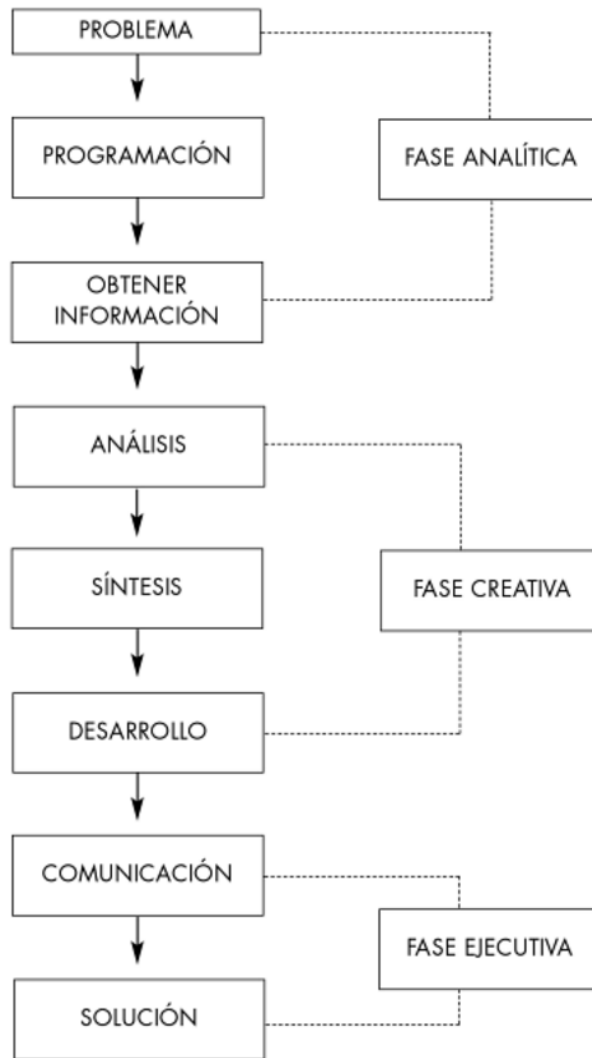 PROBLEMA
PROGRAMACIÓN
FASE ANALÍTICA
OBTENER
INFORMACIÓN
ANÁLISIS
SÍNTESIS
FASE CREATIVA
DESARROLLO
COMUNICACIÓN
FASE EJECUTIVA
SOLUCIÓN